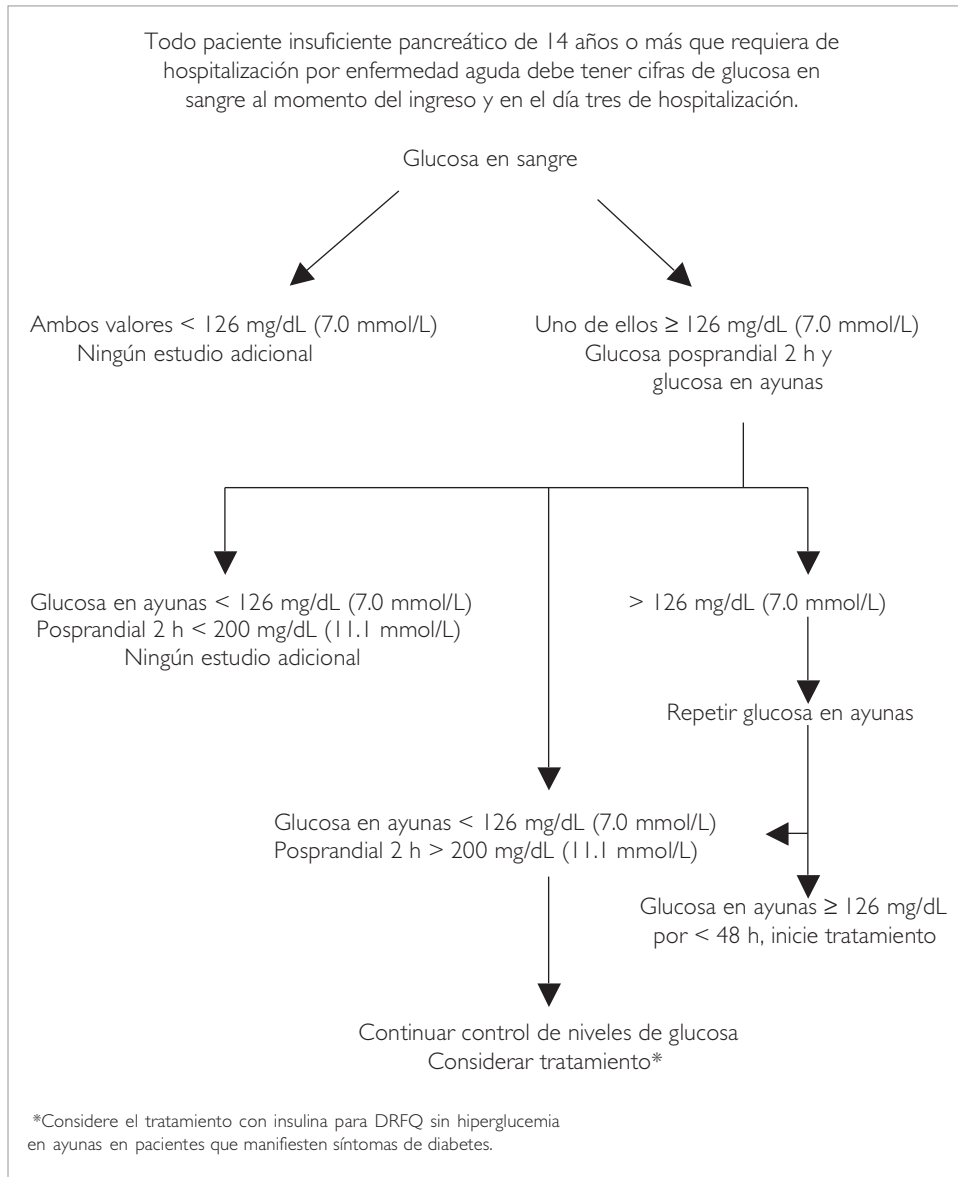 Todo paciente insuficiente pancreático de 14 años o más que requiera de
hospitalización por enfermedad aguda debe tener cifras de glucosa en
sangre al momento del ingreso y en el día tres de hospitalización.
Glucosa en sangre
Ambos valores < 126 mg/dL (7.0 mmol/L)
Ningún estudio adicional
Uno de ellos ≥ 126 mg/dL (7.0 mmol/L)
Glucosa posprandial 2 h y
glucosa en ayunas
Glucosa en ayunas < 126 mg/dL (7.0 mmol/L)
Posprandial 2 h < 200 mg/dL (11.1 mmol/L)
Ningún estudio adicional
> 126 mg/dL (7.0 mmol/L)
Repetir glucosa en ayunas
Glucosa en ayunas < 126 mg/dL (7.0 mmol/L)
Posprandial 2 h > 200 mg/dL (11.1 mmol/L)
Glucosa en ayunas ≥ 126 mg/dL
por < 48 h, inicie tratamiento
Continuar control de niveles de glucosa
Considerar tratamiento*
*Considere el tratamiento con insulina para DRFQ sin hiperglucemia
en ayunas en pacientes que manifiesten síntomas de diabetes.